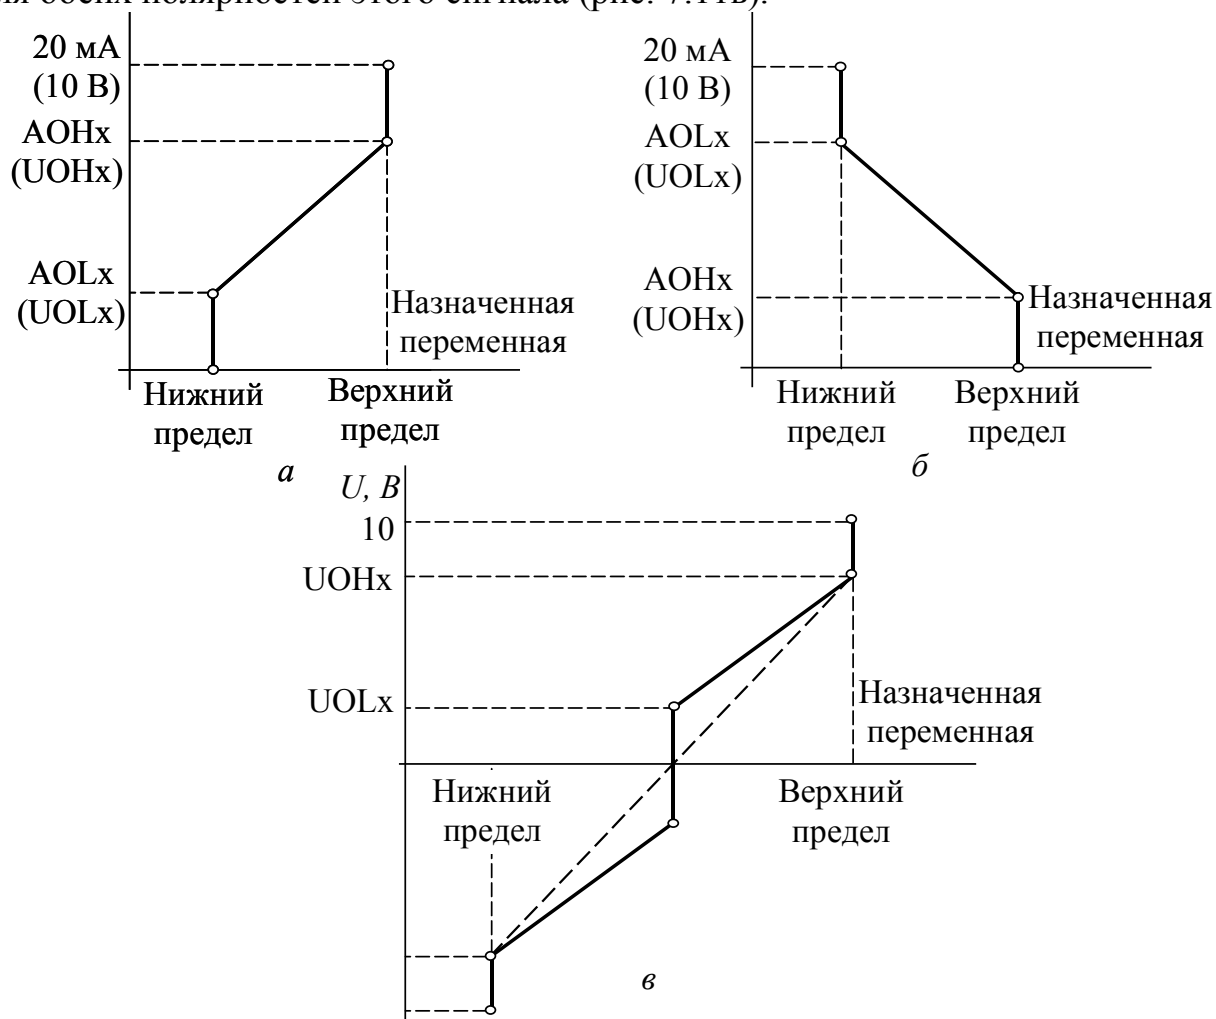 ля обеих полярностей этого сигнала (рис. 7.11в).
20 мА
(10 В)
АОНх
(UOHx)
AOLx
(UOLx)
Назначенная
переменная
Нижний
предел
Верхний
предел
а
20 мА
(10 В)
AOLx
(UOLx)
AOHx
(UOHx)
Назначенная
переменная
Нижний
предел
Верхний
предел
б
U, В
10
UOHx
UOLx
Назначенная
переменная
Нижний
предел
Верхний
предел
в